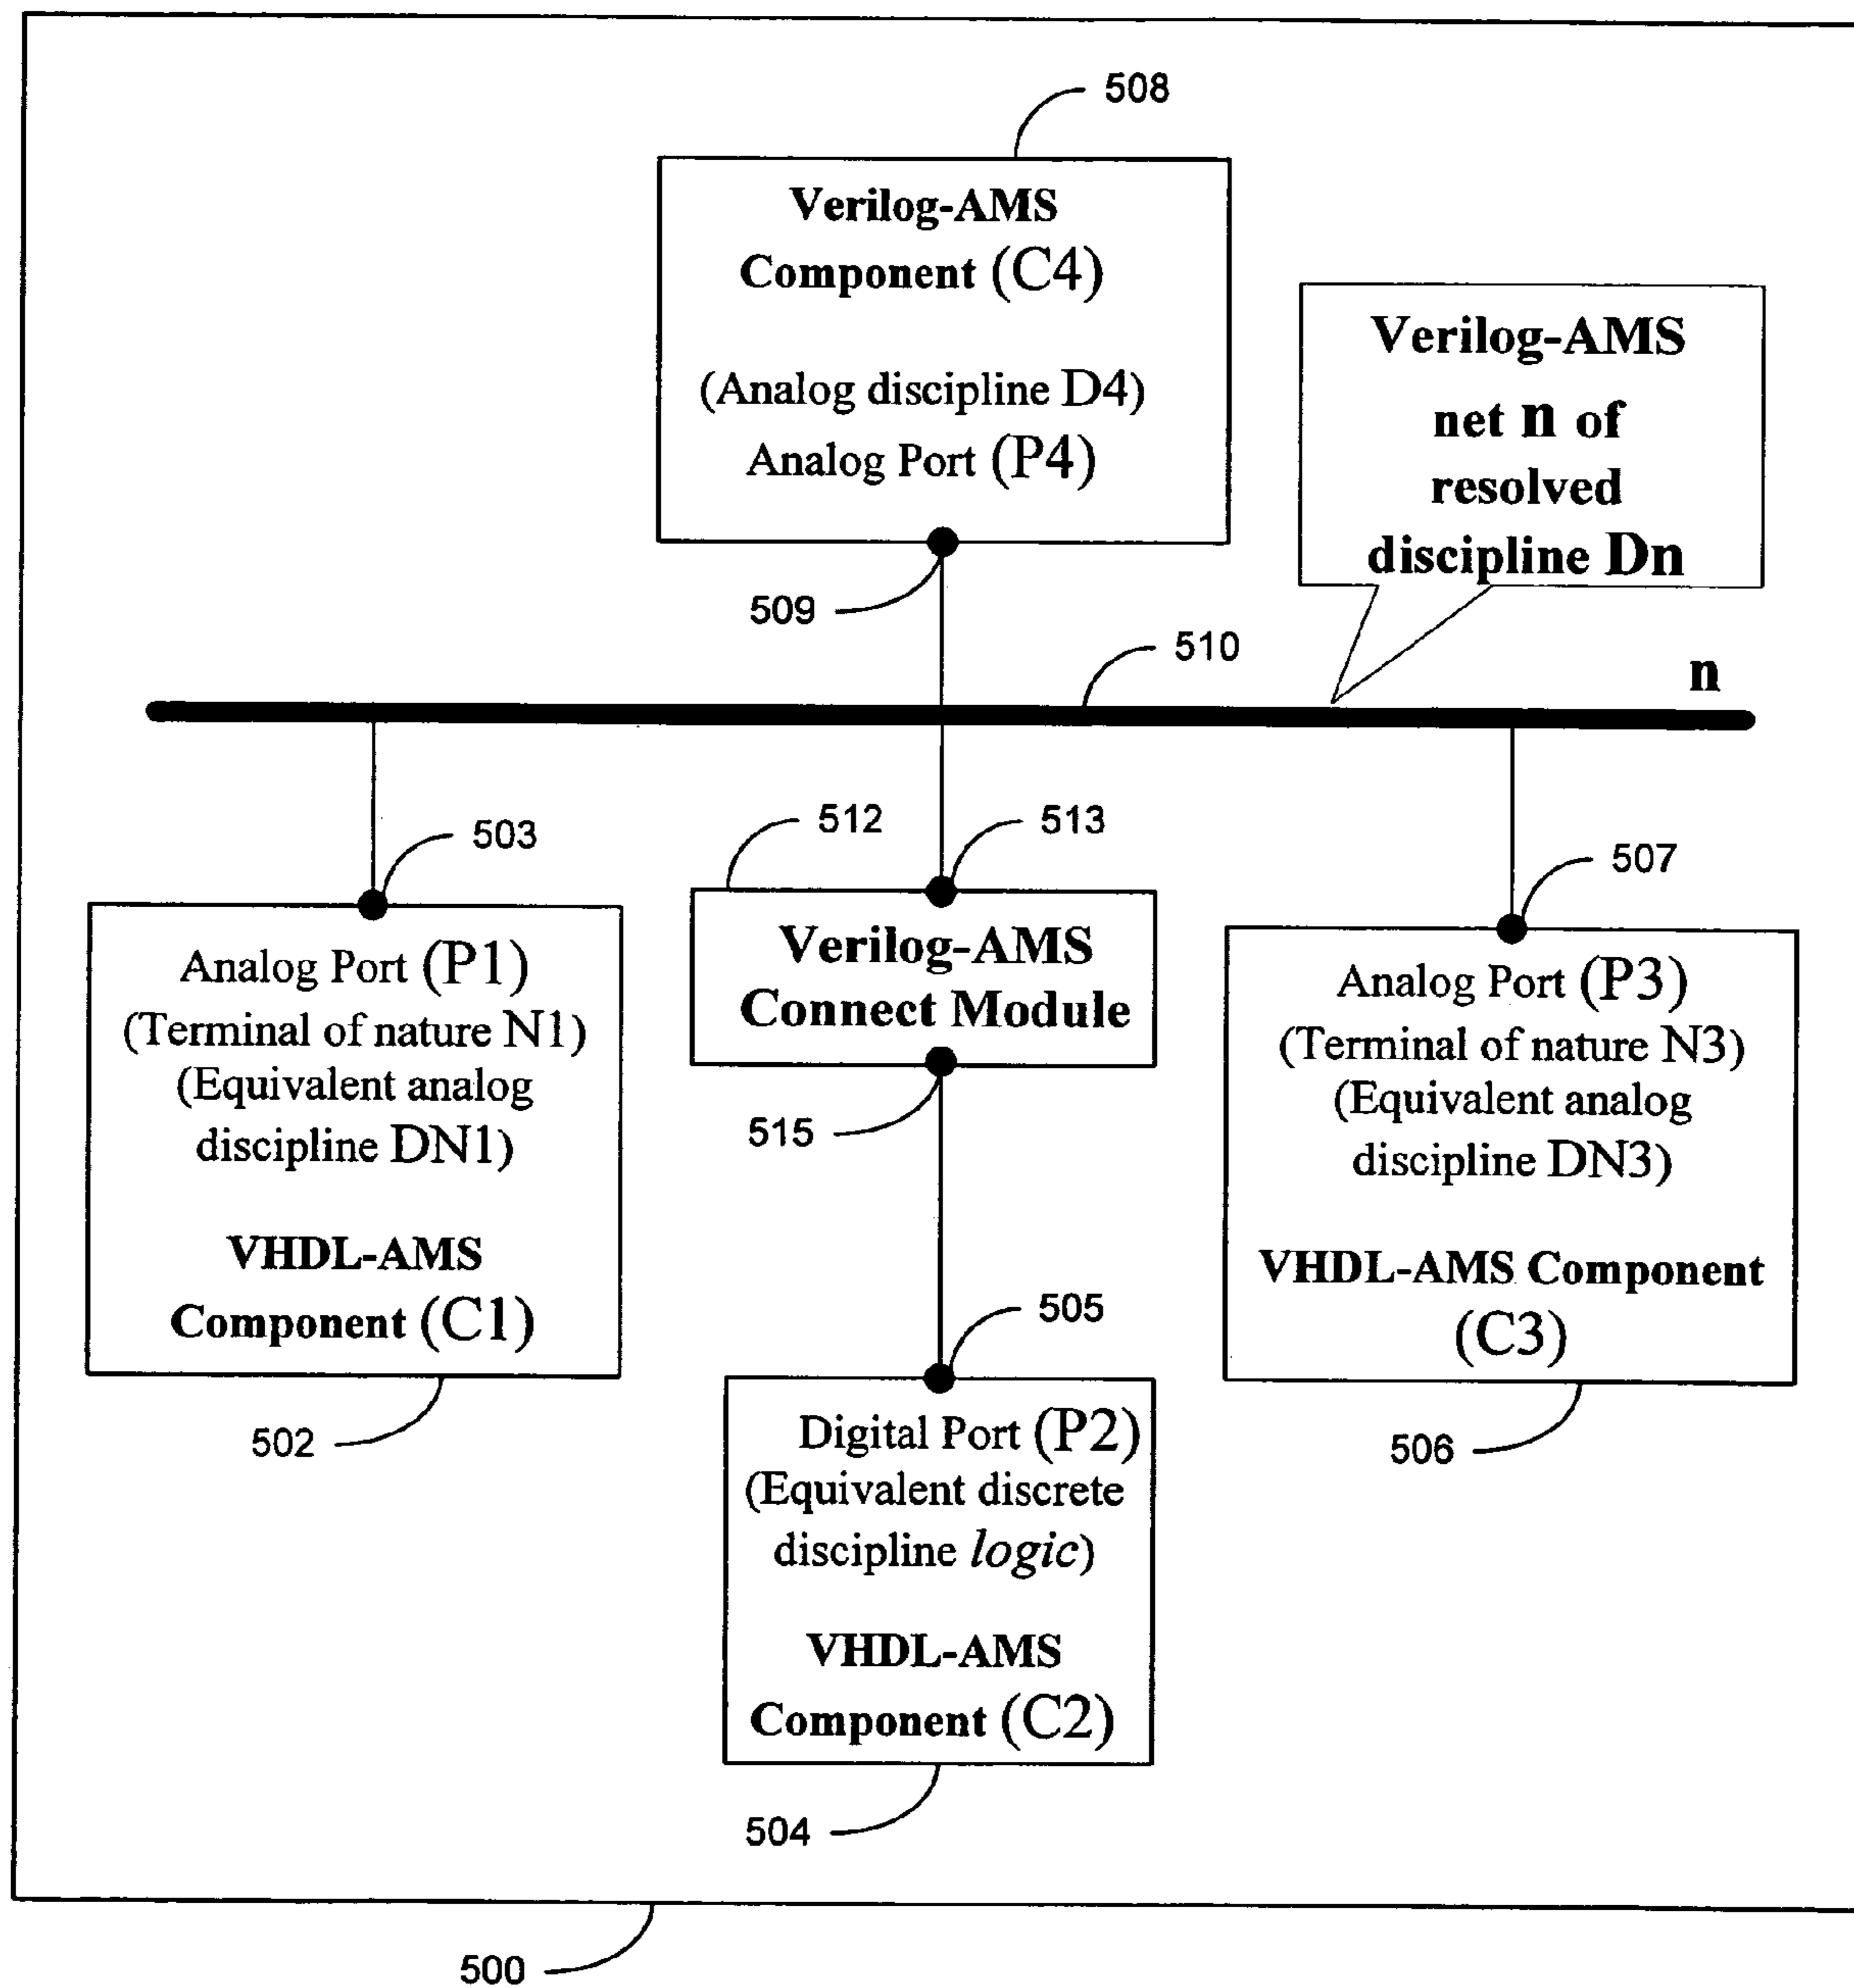 508
Verilog-AMS
Component (C4)
(Analog discipline D4)
Analog Port (P4)
Verilog-AMS
net n of
resolved
discipline Dn
509
510
n
503
512
513
507
Analog Port (P1)
(Terminal of nature N1)
(Equivalent analog
discipline DN1)
VHDL-AMS
Component (C1)
502
Verilog-AMS
Connect Module
515
Analog Port (P3)
(Terminal of nature N3)
(Equivalent analog
discipline DN3)
VHDL-AMS Component
(C3)
506
505
Digital Port (P2)
(Equivalent discrete
discipline logic)
VHDL-AMS
Component (C2)
504
500